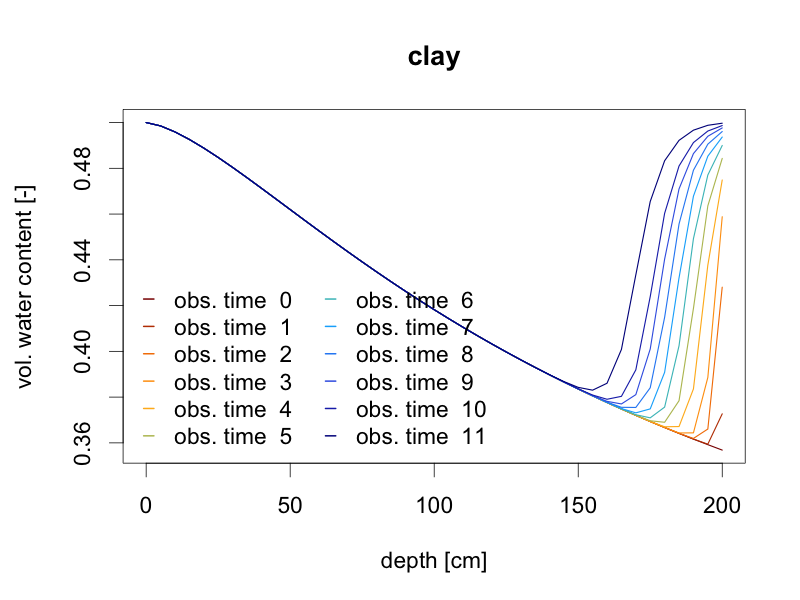 clay
vol. water content [-]
0.48
0.44
0.40
0.36
obs. time 0
obs. time 1
obs. time 2
obs. time 3
obs. time 4
obs. time 5
obs. time 6
obs. time 7
obs. time 8
obs. time 9
obs. time 10
obs. time 11
0 50 100 150 200
depth [cm]